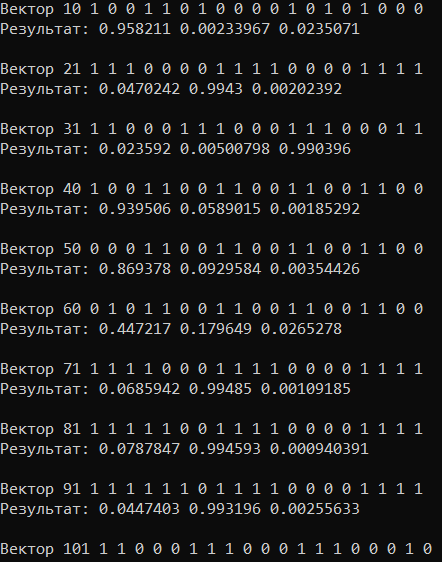 Вектор 10 1 0 0 1 1 0 1 0 0 0 0 1 0 1 0 1 0 0 0
Результат: 0.958211 0.00233967 0.0235071
Вектор 21 1 1 1 0 0 0 0 1 1 1 1 0 0 0 0 1 1 1 1
Результат: 0.0470242 0.9943 0.00202392
Вектор 31 1 1 0 0 0 1 1 1 0 0 0 1 1 1 0 0 0 1 1
Результат: 0.023592 0.00500798 0.990396
Вектор 40 1 0 0 1 1 0 0 1 1 0 0 1 1 0 0 1 1 0 0
Результат: 0.939506 0.0589015 0.00185292
Вектор 50 0 0 0 1 1 0 0 1 1 0 0 1 1 0 0 1 1 0 0
Результат: 0.869378 0.0929584 0.00354426
Вектор 60 0 1 0 1 1 0 0 1 1 0 0 1 1 0 0 1 1 0 0
Результат: 0.447217 0.179649 0.0265278
Вектор 71 1 1 1 1 0 0 0 1 1 1 1 0 0 0 0 1 1 1 1
Результат: 0.0685942 0.99485 0.00109185
Вектор 81 1 1 1 1 1 0 0 1 1 1 1 0 0 0 0 1 1 1 1
Результат: 0.0787847 0.994593 0.000940391
Вектор 91 1 1 1 1 1 1 0 1 1 1 1 0 0 0 0 1 1 1 1
Результат: 0.0447403 0.993196 0.00255633
Вектор 101 1 1 0 0 0 1 1 1 0 0 0 1 1 1 0 0 0 1 0